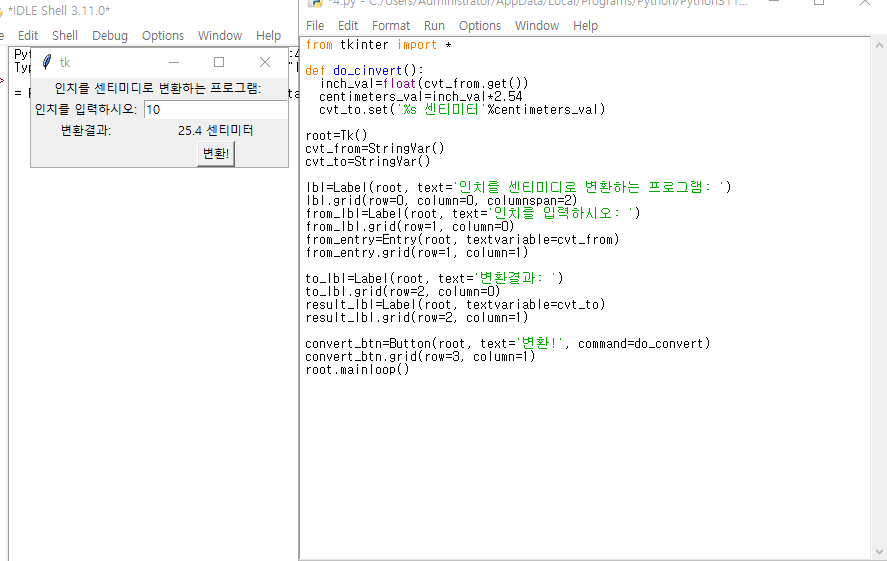 *IDLE Shell 3.11.0*
Edit Shell Debug Options Window Help
tk
인치를 센티미디로 변환하는 프로그램:
인치를 입력하시오: 10
변환결과: 25.4 센티미터
변환!
*4.py - C:/Users/Administrator/AppData/Local/Programs/Python/Python311...
File Edit Format Run Options Window Help
from tkinter import *
def do_cinvert():
inch_val=float(cvt_from.get())
centimeters_val=inch_val*2.54
cvt_to.set('%s 센티미터'%centimeters_val)
root=Tk()
cvt_from=StringVar()
cvt_to=StringVar()
lbl=Label(root, text='인치를 센티미디로 변환하는 프로그램: ')
lbl.grid(row=0, column=0, columnspan=2)
from_lbl=Label(root, text='인치를 입력하시오: ')
from_lbl.grid(row=1, column=0)
from_entry=Entry(root, textvariable=cvt_from)
from_entry.grid(row=1, column=1)
to_lbl=Label(root, text='변환결과: ')
to_lbl.grid(row=2, column=0)
result_lbl=Label(root, textvariable=cvt_to)
result_lbl.grid(row=2, column=1)
convert_btn=Button(root, text='변환!', command=do_convert)
convert_btn.grid(row=3, column=1)
root.mainloop()